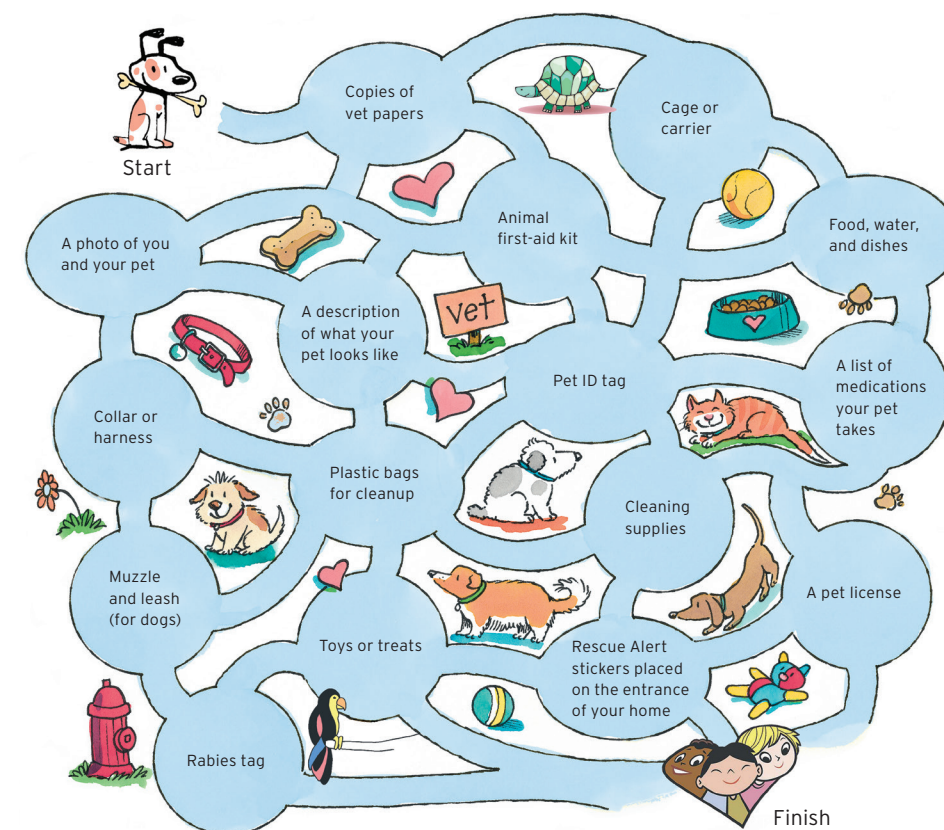 Start
Copies of
vet papers
Cage or
carrier
A photo of you
and your pet
Animal
first-aid kit
Food, water,
and dishes
A description
of what your
pet looks like
vet
Pet ID tag
A list of
medications
your pet
takes
Collar or
harness
Plastic bags
for cleanup
Cleaning
supplies
Muzzle
and leash
(for dogs)
Toys or treats
Rescue Alert
stickers placed
on the entrance
of your home
A pet license
Rabies tag
Finish